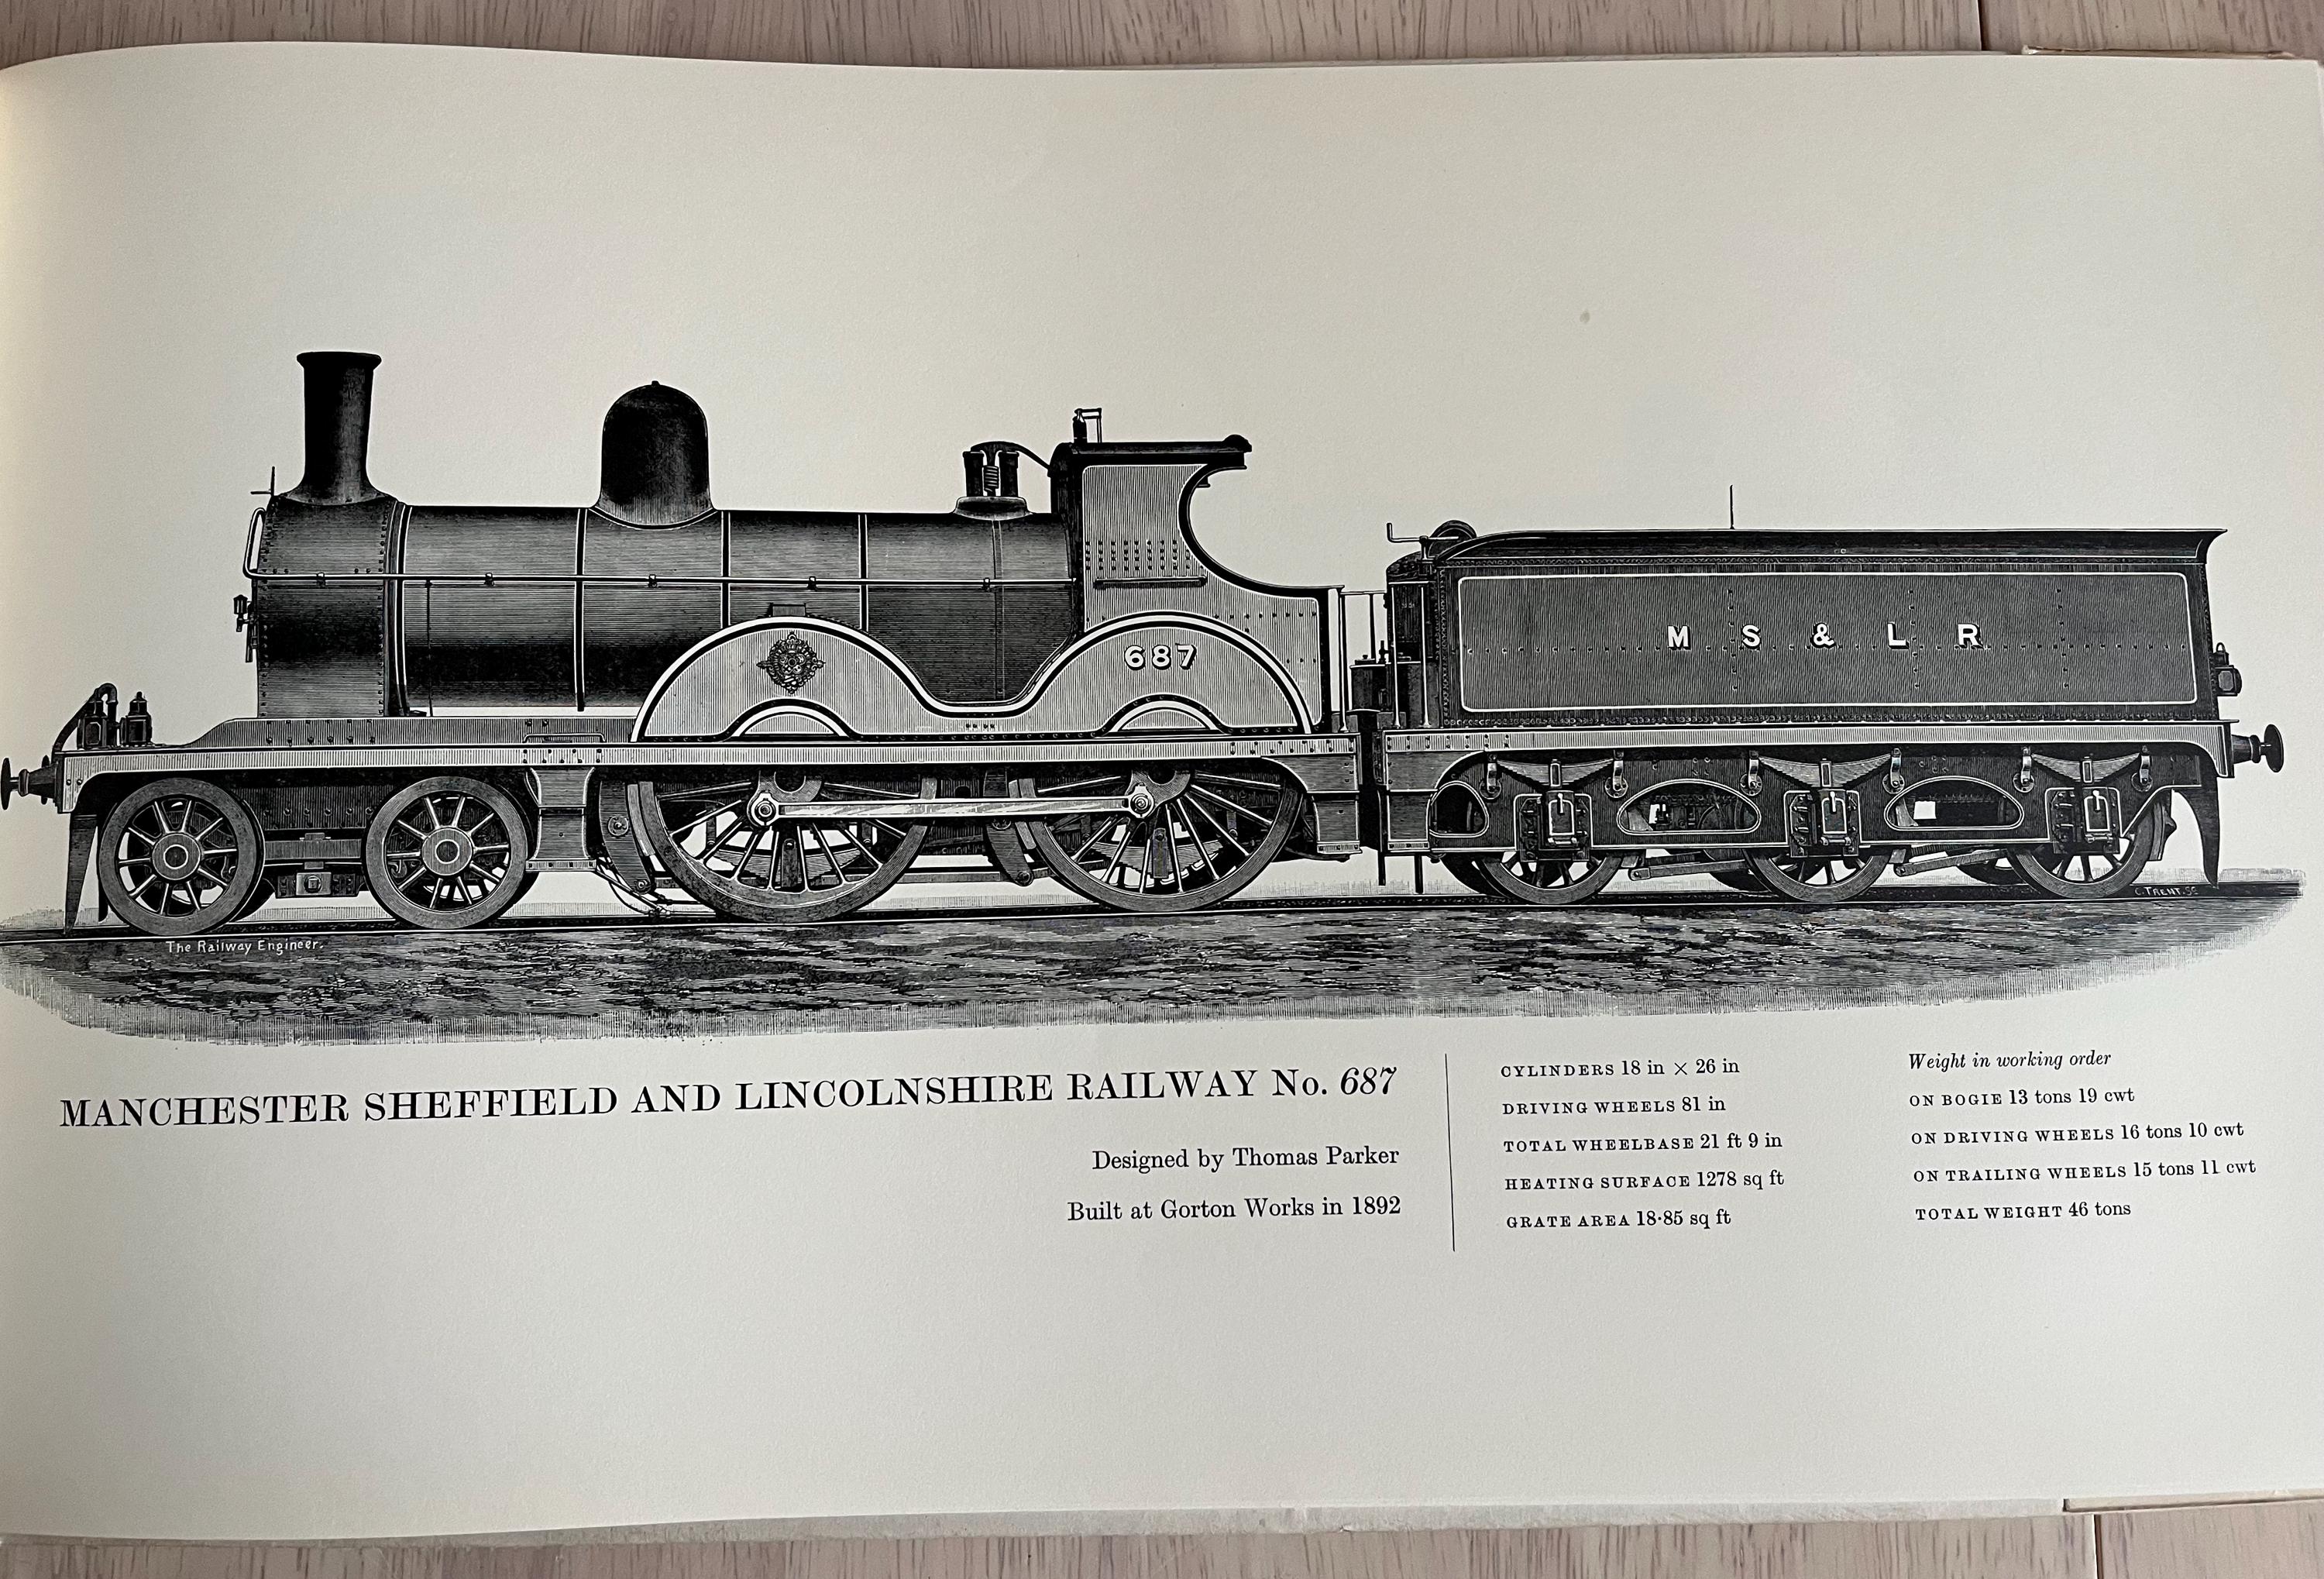 687
M S & L R
C. TRENT. SC
The Railway Engineer.
MANCHESTER SHEFFIELD AND LINCOLNSHIRE RAILWAY No. 687
Designed by Thomas Parker
Built at Gorton Works in 1892
CYLINDERS 18 in × 26 in
DRIVING WHEELS 81 in
TOTAL WHEELBASE 21 ft 9 in
HEATING SURFACE 1278 sq ft
GRATE AREA 18·85 sq ft
Weight in working order
ON BOGIE 13 tons 19 cwt
ON DRIVING WHEELS 16 tons 10 cwt
ON TRAILING WHEELS 15 tons 11 cwt
TOTAL WEIGHT 46 tons